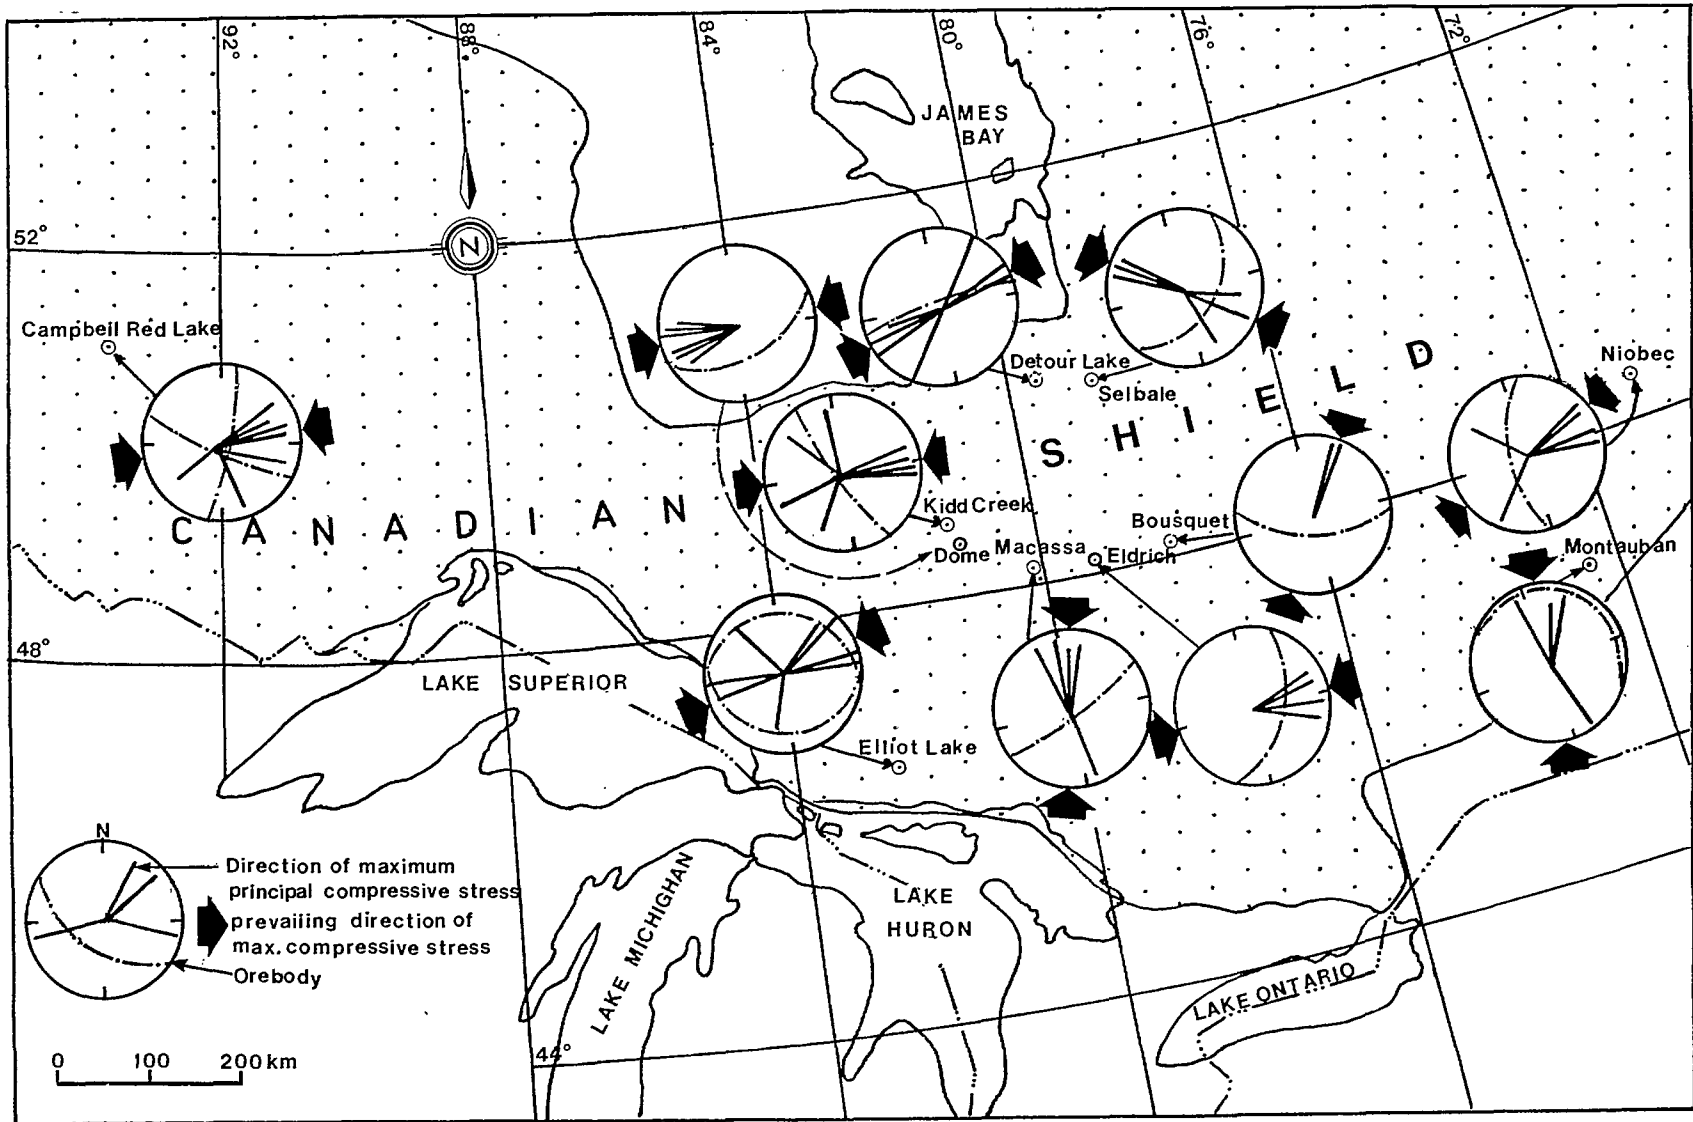 92°
88°
84°
80°
76°
72°
JAMES
BAY
52°
N
Campbell Red Lake
Detour Lake
Selbale
Niobec
CANADIAN
SHIELD
Kidd Creek
Dome
Macassa
Eldrich
Bousquet
Montauban
48°
LAKE SUPERIOR
Elliot Lake
N
Direction of maximum
principal compressive stress
prevailing direction of
max. compressive stress
Orebody
LAKE MICHIGHAN
LAKE
HURON
LAKE ONTARIO
44°
0 100 200 km